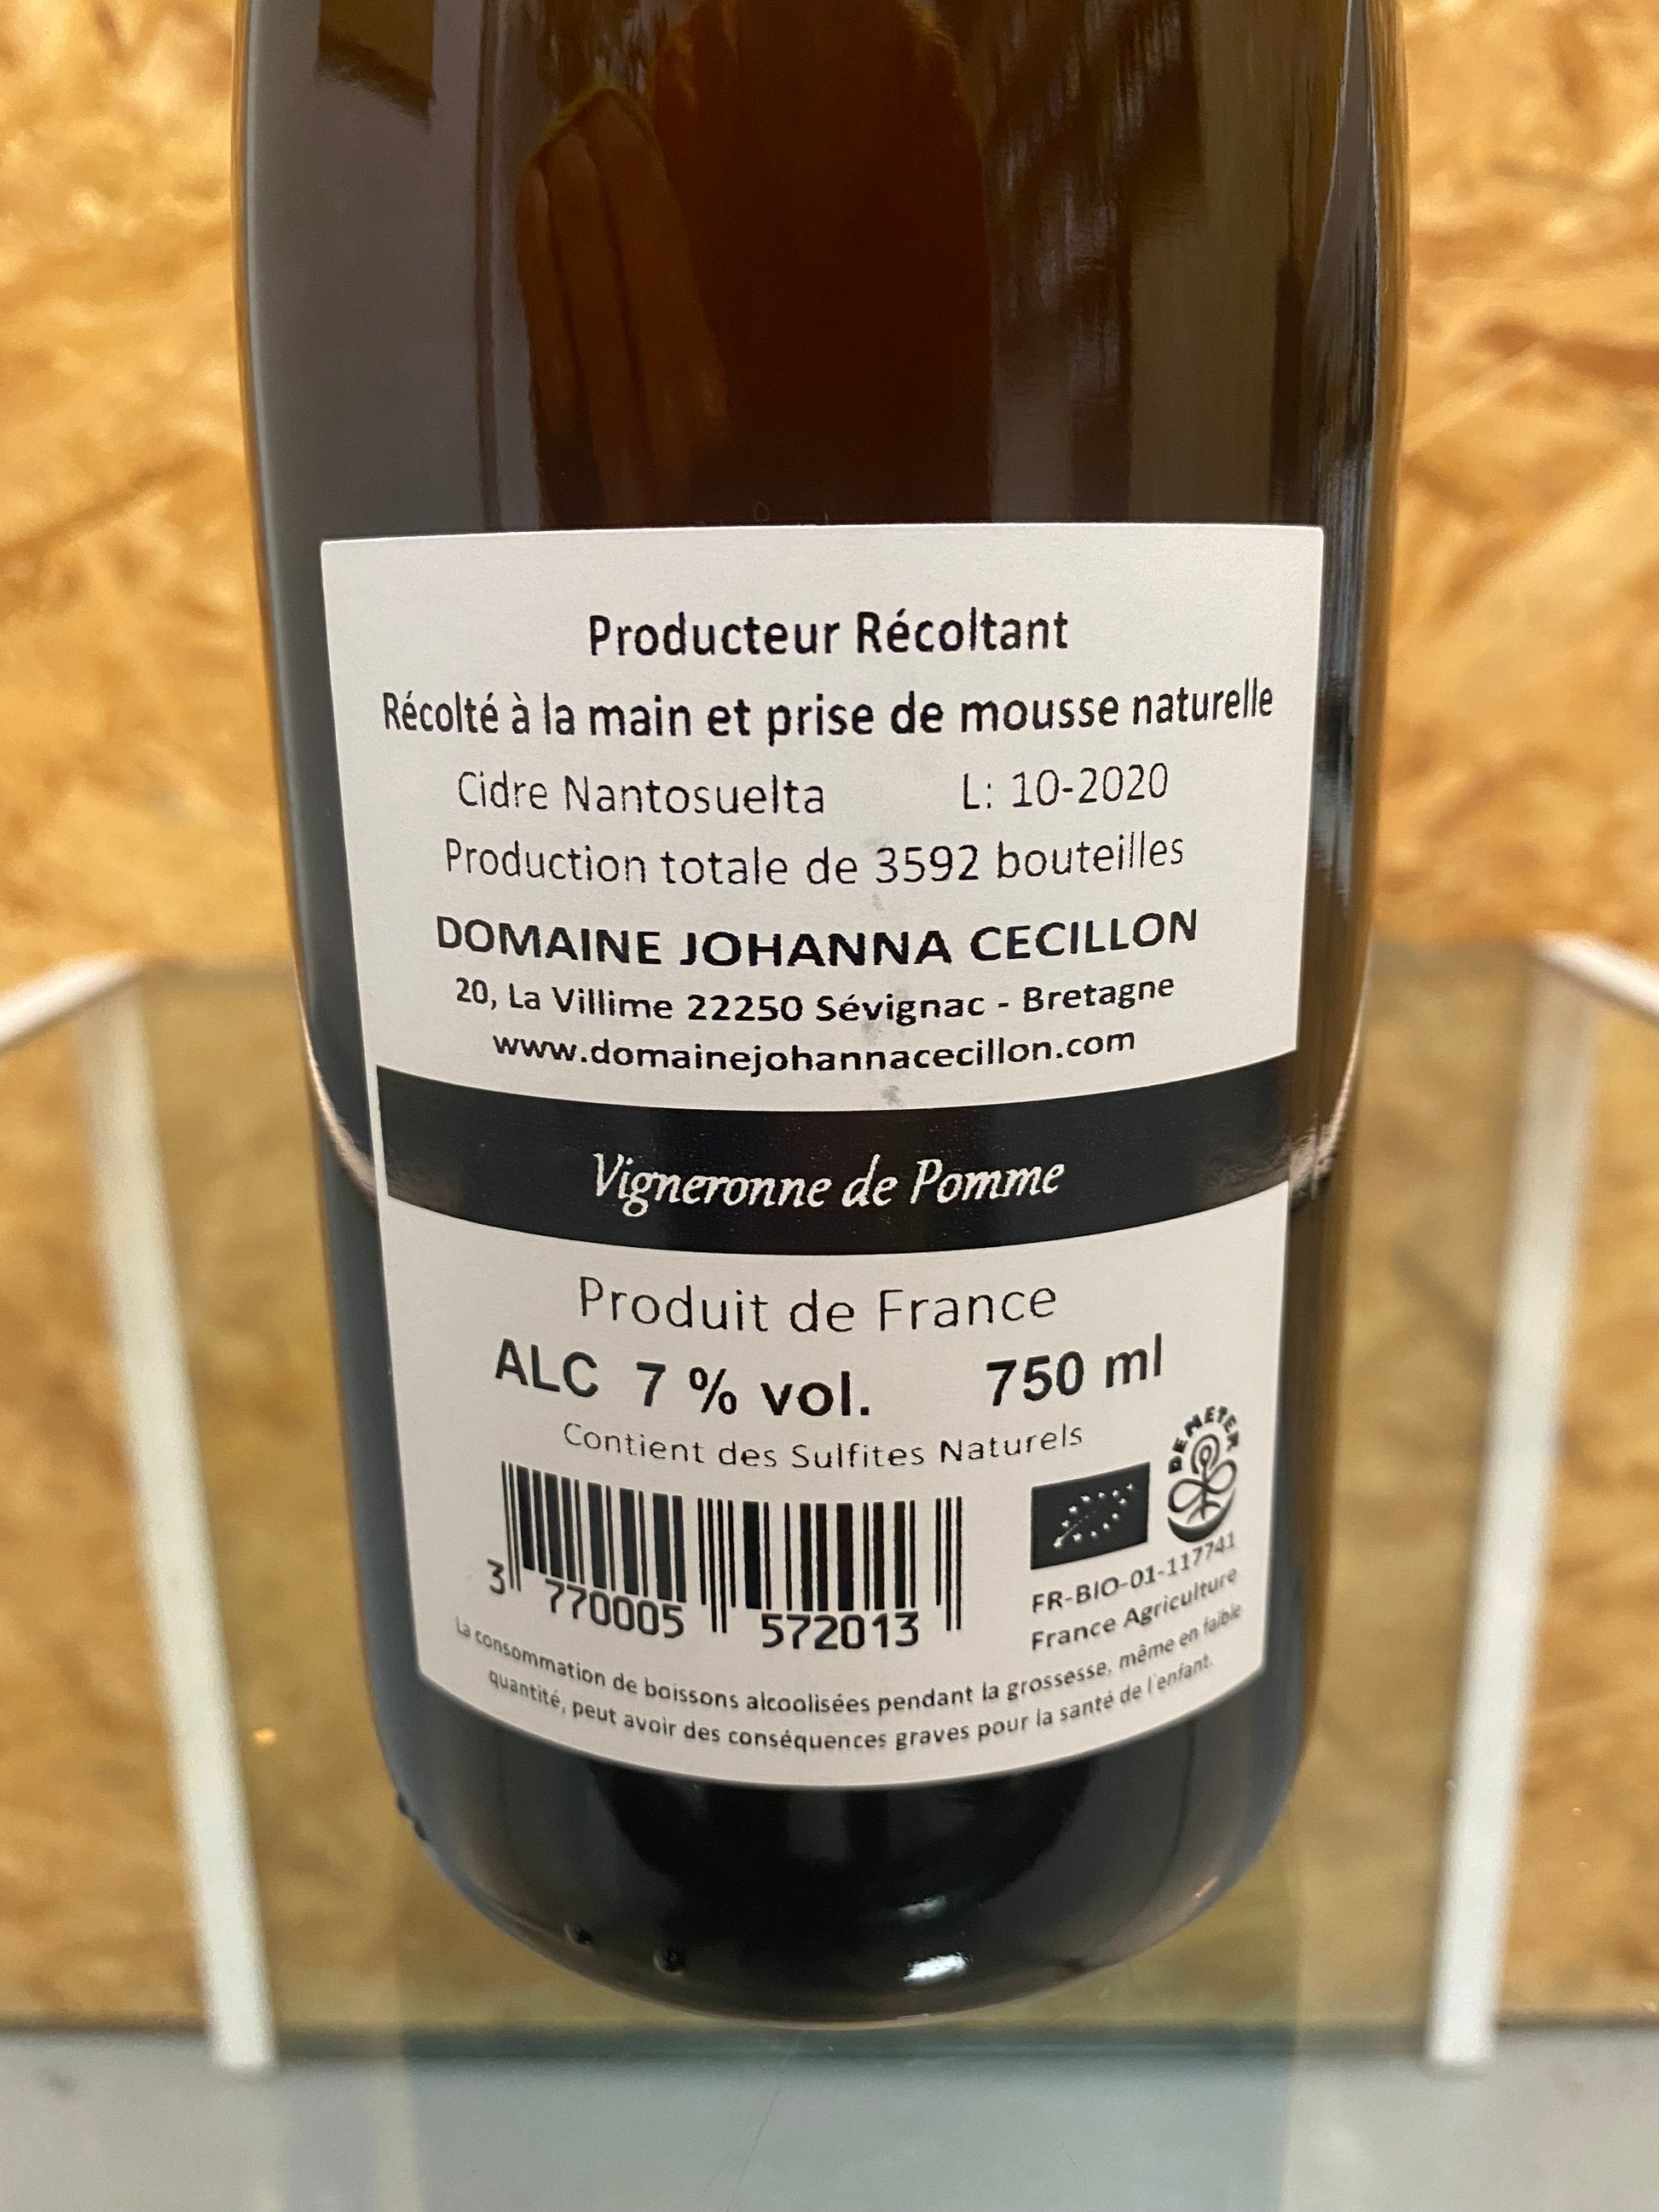 Producteur Récoltant
Récolté à la main et prise de mousse naturelle
Cidre Nantosuelta L: 10-2020
Production totale de 3592 bouteilles
DOMAINE JOHANNA CECILLON
20, La Villime 22250 Sévignac - Bretagne
www.domainejohannacecillon.com
Vigneronne de Pomme
Produit de France
ALC 7 % vol. 750 ml
Contient des Sulfites Naturels
DEMETER
3 770005 572013
FR-BIO-01-117741
France Agriculture
La consommation de boissons alcoolisées pendant la grossesse, même en faible
quantité, peut avoir des conséquences graves pour la santé de l'enfant.